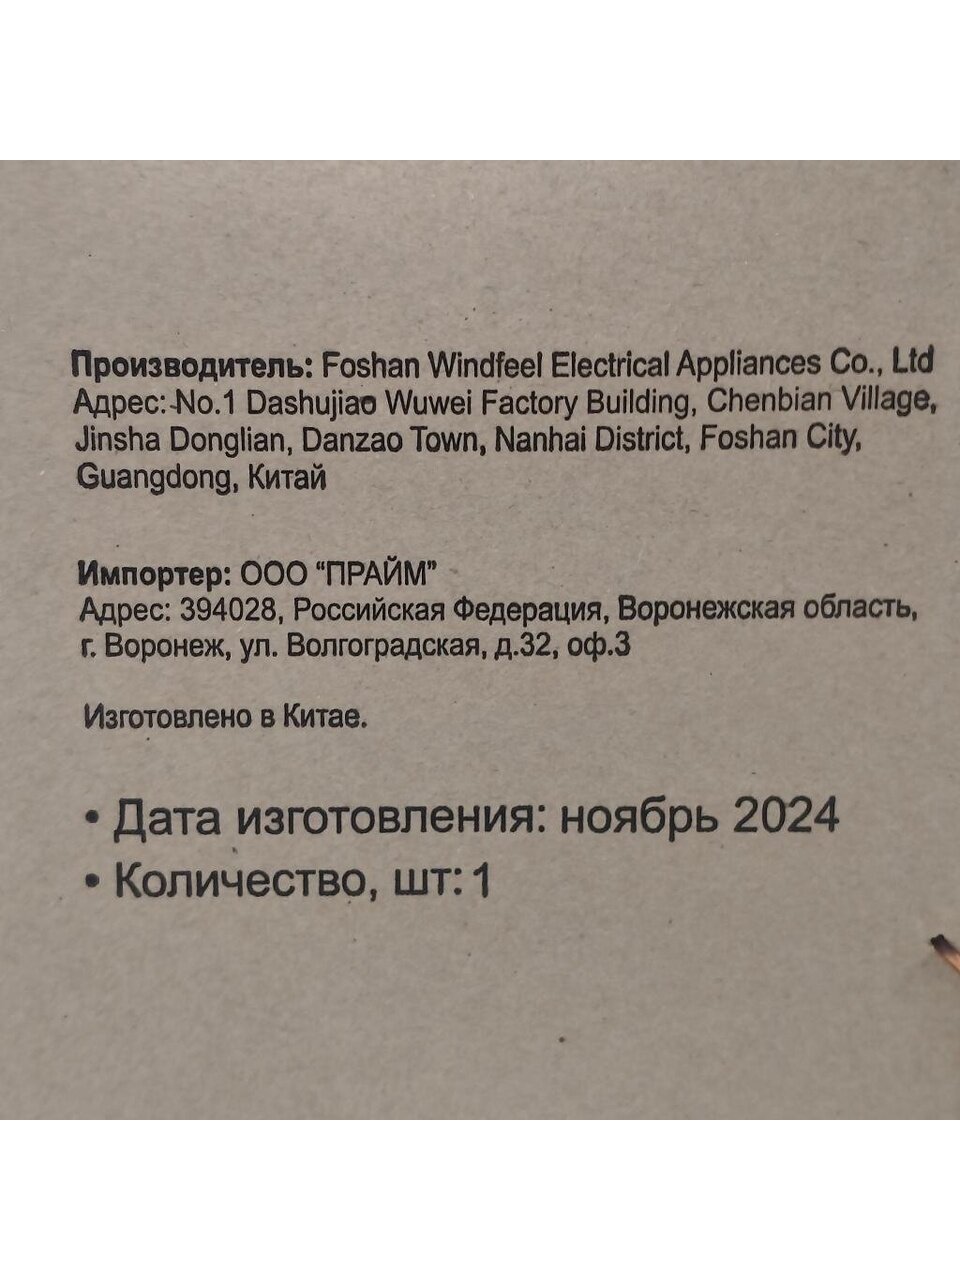 Производитель: Foshan Windfeel Electrical Appliances Co., Ltd
Адрес: No.1 Dashujiao Wuwei Factory Building, Chenbian Village,
Jinsha Donglian, Danzao Town, Nanhai District, Foshan City,
Guangdong, Китай
Импортер: ООО “ПРАЙМ”
Адрес: 394028, Российская Федерация, Воронежская область,
г. Воронеж, ул. Волгоградская, д.32, оф.3
Изготовлено в Китае.
• Дата изготовления: ноябрь 2024
• Количество, шт: 1